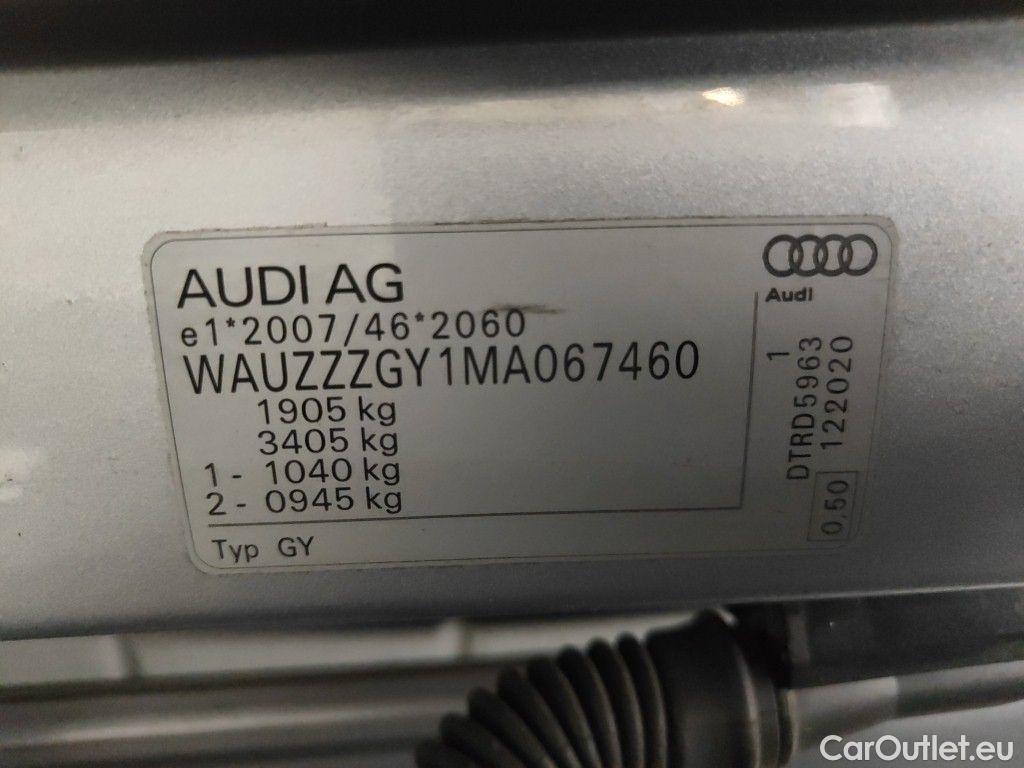 AUDI AG
e1*2007/46*2060
WAUZZZGY1MA067460
1905 kg
3405 kg
1 - 1040 kg
2 - 0945 kg
Typ GY
Audi
DTRD5963 1
0,50 122020
CarOutlet.eu